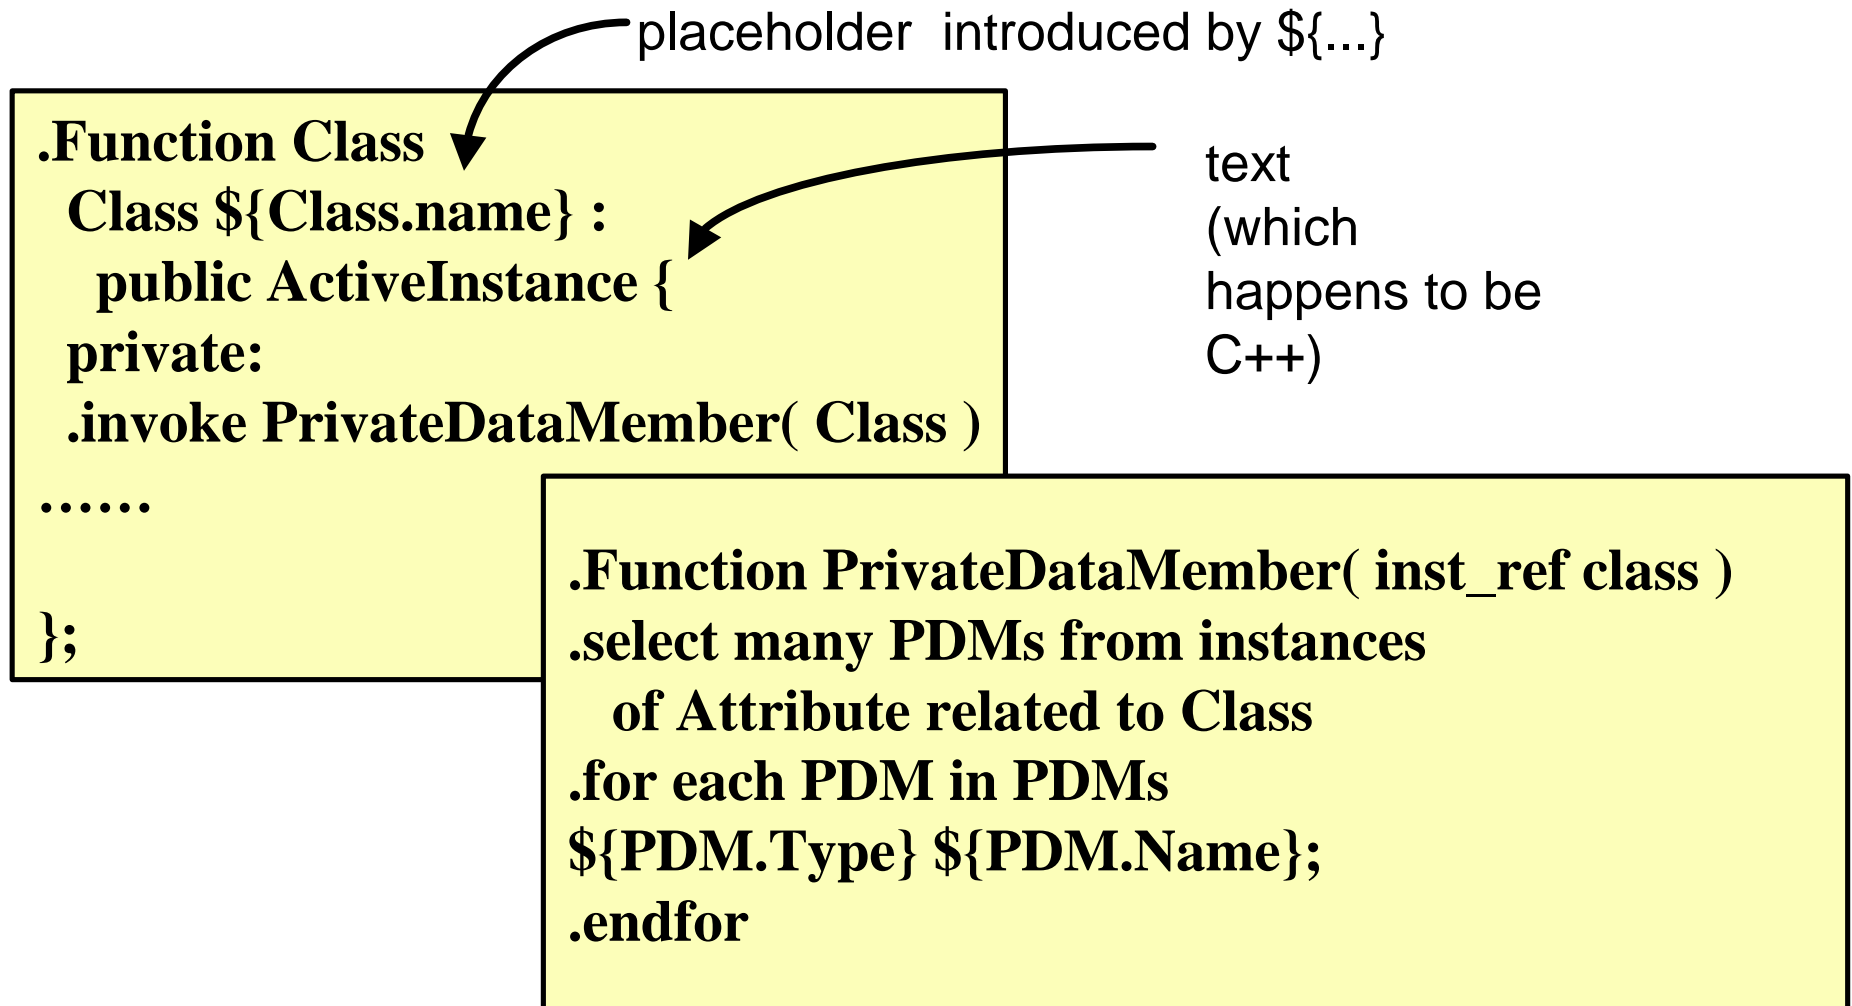 placeholder introduced by ${...}
.Function Class
Class ${Class.name} :
public ActiveInstance {
private:
.invoke PrivateDataMember( Class )
......
};
text
(which
happens to be
C++)
.Function PrivateDataMember( inst_ref class )
.select many PDMs from instances
of Attribute related to Class
.for each PDM in PDMs
${PDM.Type} ${PDM.Name};
.endfor